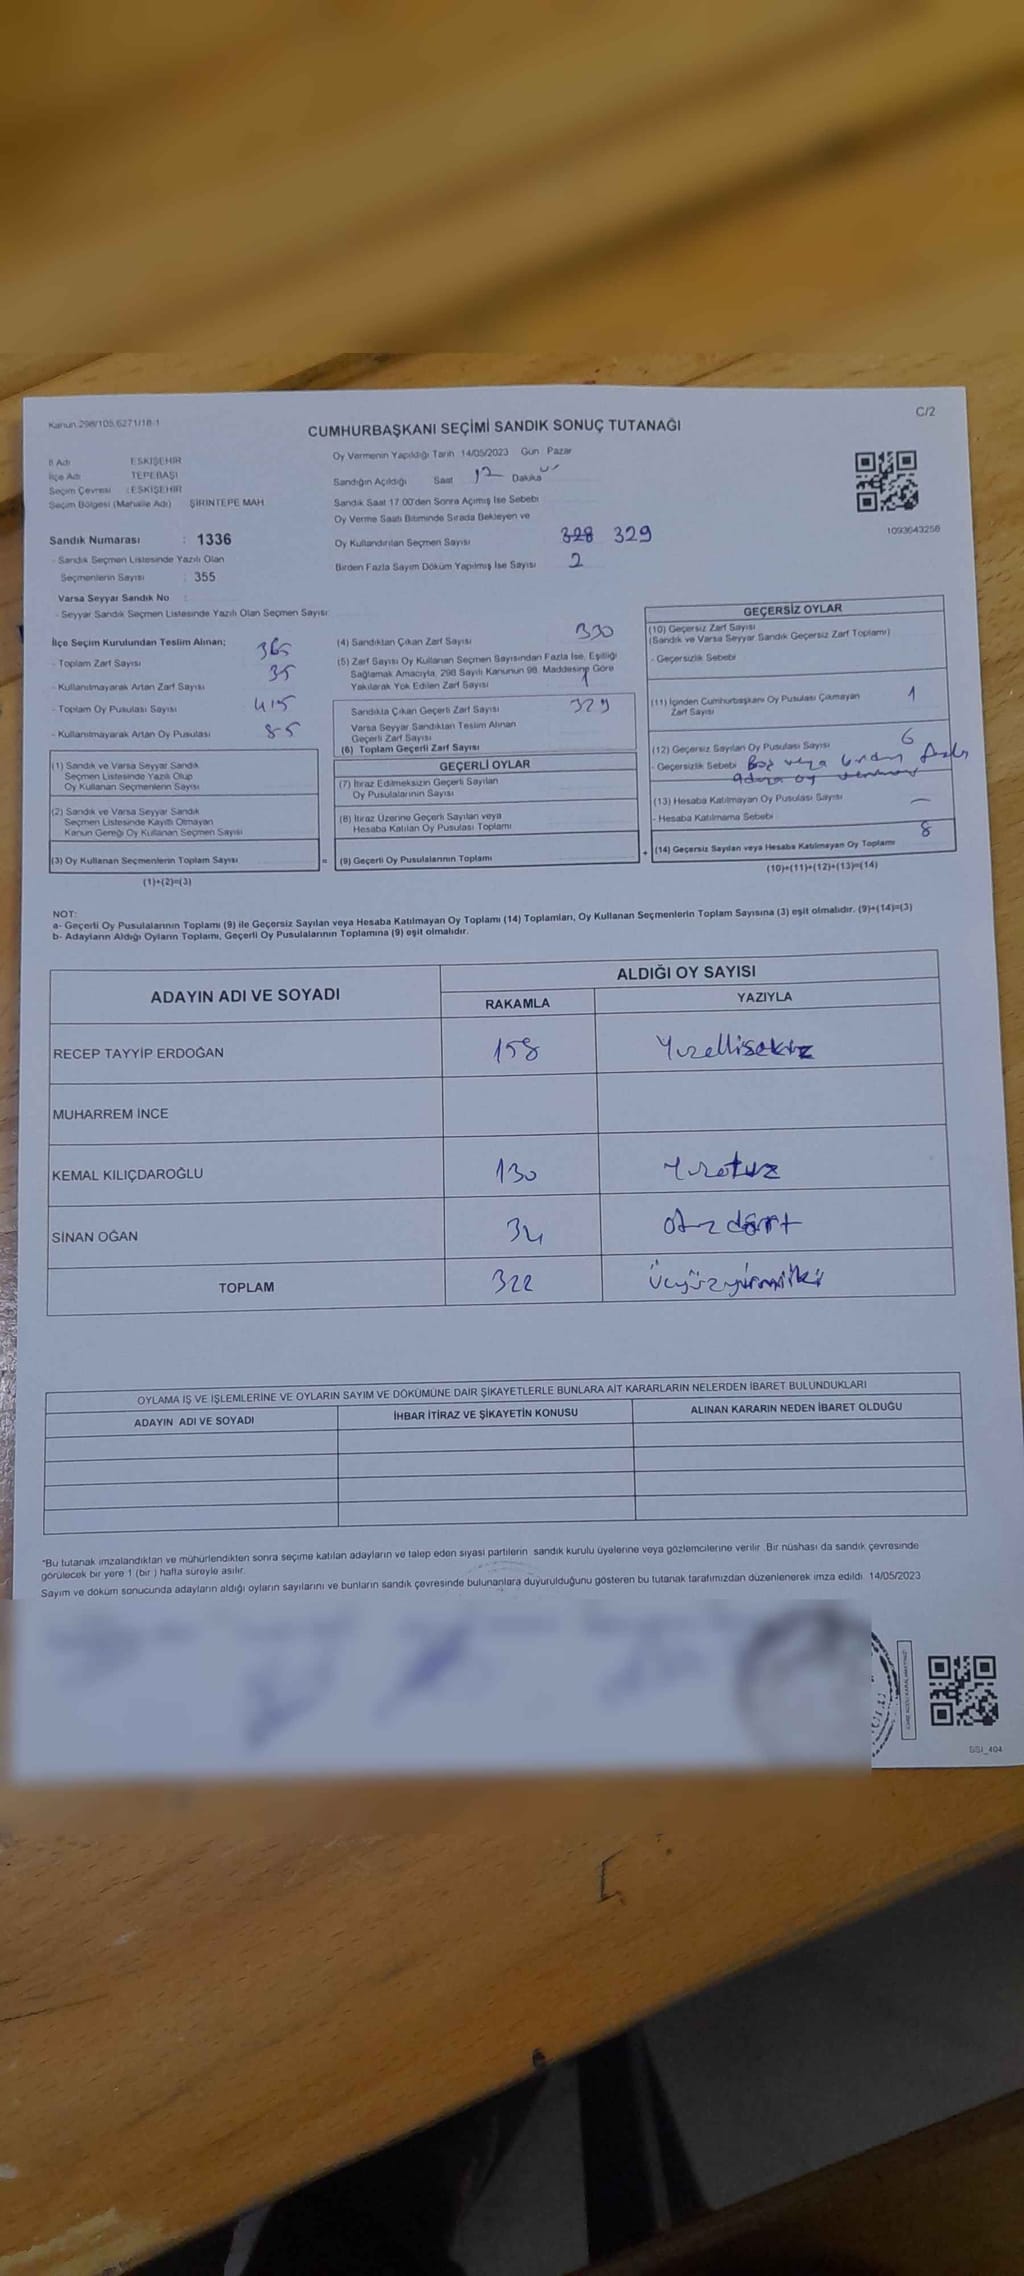 Kanun 298/105,6271/18-1
C/2
CUMHURBAŞKANI SEÇİMİ SANDIK SONUÇ TUTANAĞI
İl Adı ESKİŞEHİR
İlçe Adı TEPEBAŞI
Seçim Çevresi : ESKİŞEHİR
Seçim Bölgesi (Mahalle Adı) ŞİRİNTEPE MAH
Sandık Numarası : 1336
- Sandık Seçmen Listesinde Yazılı Olan
Seçmenlerin Sayısı : 355
Varsa Seyyar Sandık No :
- Seyyar Sandık Seçmen Listesinde Yazılı Olan Seçmen Sayısı:
Oy Vermenin Yapıldığı Tarih 14/05/2023 Gün Pazar
Sandığın Açıldığı Saat 17 Dakika
Sandık Saat 17:00'den Sonra Açılmış İse Sebebi
Oy Verme Saati Bitiminde Sırada Bekleyen ve
Oy Kullandırılan Seçmen Sayısı 328 329
Birden Fazla Sayım Döküm Yapılmış İse Sayısı 2
1093643256
İlçe Seçim Kurulundan Teslim Alınan;
- Toplam Zarf Sayısı 365
- Kullanılmayarak Artan Zarf Sayısı 35
- Toplam Oy Pusulası Sayısı 415
- Kullanılmayarak Artan Oy Pusulası 85
(1) Sandık ve Varsa Seyyar Sandık
Seçmen Listesinde Yazılı Olup
Oy Kullanan Seçmenlerin Sayısı
(2) Sandık ve Varsa Seyyar Sandık
Seçmen Listesinde Kayıtlı Olmayan
Kanun Gereği Oy Kullanan Seçmen Sayısı
(3) Oy Kullanan Seçmenlerin Toplam Sayısı
(1)+(2)=(3)
(4) Sandıktan Çıkan Zarf Sayısı 330
(5) Zarf Sayısı Oy Kullanan Seçmen Sayısından Fazla İse, Eşitliği
Sağlamak Amacıyla, 298 Sayılı Kanunun 98. Maddesine Göre
Yakılarak Yok Edilen Zarf Sayısı 1
Sandıkta Çıkan Geçerli Zarf Sayısı 329
Varsa Seyyar Sandıktan Teslim Alınan
Geçerli Zarf Sayısı
(6) Toplam Geçerli Zarf Sayısı
GEÇERLİ OYLAR
(7) İtiraz Edilmeksizin Geçerli Sayılan
Oy Pusulalarının Sayısı
(8) İtiraz Üzerine Geçerli Sayılan veya
Hesaba Katılan Oy Pusulası Toplamı
= (9) Geçerli Oy Pusulalarının Toplamı
GEÇERSİZ OYLAR
(10) Geçersiz Zarf Sayısı
(Sandık ve Varsa Seyyar Sandık Geçersiz Zarf Toplamı)
- Geçersizlik Sebebi
(11) İçinden Cumhurbaşkanı Oy Pusulası Çıkmayan 1
Zarf Sayısı
(12) Geçersiz Sayılan Oy Pusulası Sayısı 6
- Geçersizlik Sebebi Boş veya birden fazla
adaya oy
(13) Hesaba Katılmayan Oy Pusulası Sayısı —
- Hesaba Katılmama Sebebi
+ (14) Geçersiz Sayılan veya Hesaba Katılmayan Oy Toplamı 8
(10)+(11)+(12)+(13)=(14)
NOT:
a- Geçerli Oy Pusulalarının Toplamı (9) ile Geçersiz Sayılan veya Hesaba Katılmayan Oy Toplamı (14) Toplamları, Oy Kullanan Seçmenlerin Toplam Sayısına (3) eşit olmalıdır. (9)+(14)=(3)
b- Adayların Aldığı Oyların Toplamı, Geçerli Oy Pusulalarının Toplamına (9) eşit olmalıdır.
ADAYIN ADI VE SOYADI ALDIĞI OY SAYISI
RAKAMLA YAZIYLA
RECEP TAYYİP ERDOĞAN 158 Yüzellisekiz
MUHARREM İNCE
KEMAL KILIÇDAROĞLU 130 Yüzotuz
SİNAN OĞAN 34 Otuz dört
TOPLAM 322 Üçyüzyirmiiki
OYLAMA İŞ VE İŞLEMLERİNE VE OYLARIN SAYIM VE DÖKÜMÜNE DAİR ŞİKAYETLERLE BUNLARA AİT KARARLARIN NELERDEN İBARET BULUNDUKLARI
ADAYIN ADI VE SOYADI İHBAR İTİRAZ VE ŞİKAYETİN KONUSU ALINAN KARARIN NEDEN İBARET OLDUĞU
"Bu tutanak imzalandıktan ve mühürlendikten sonra seçime katılan adayların ve talep eden siyasi partilerin sandık kurulu üyelerine veya gözlemcilerine verilir. Bir nüshası da sandık çevresinde
görülecek bir yere 1 (bir ) hafta süreyle asılır.
Sayım ve döküm sonucunda adayların aldığı oyların sayılarını ve bunların sandık çevresinde bulunanlara duyurulduğunu gösteren bu tutanak tarafımızdan düzenlenerek imza edildi. 14/05/2023
SSI_404